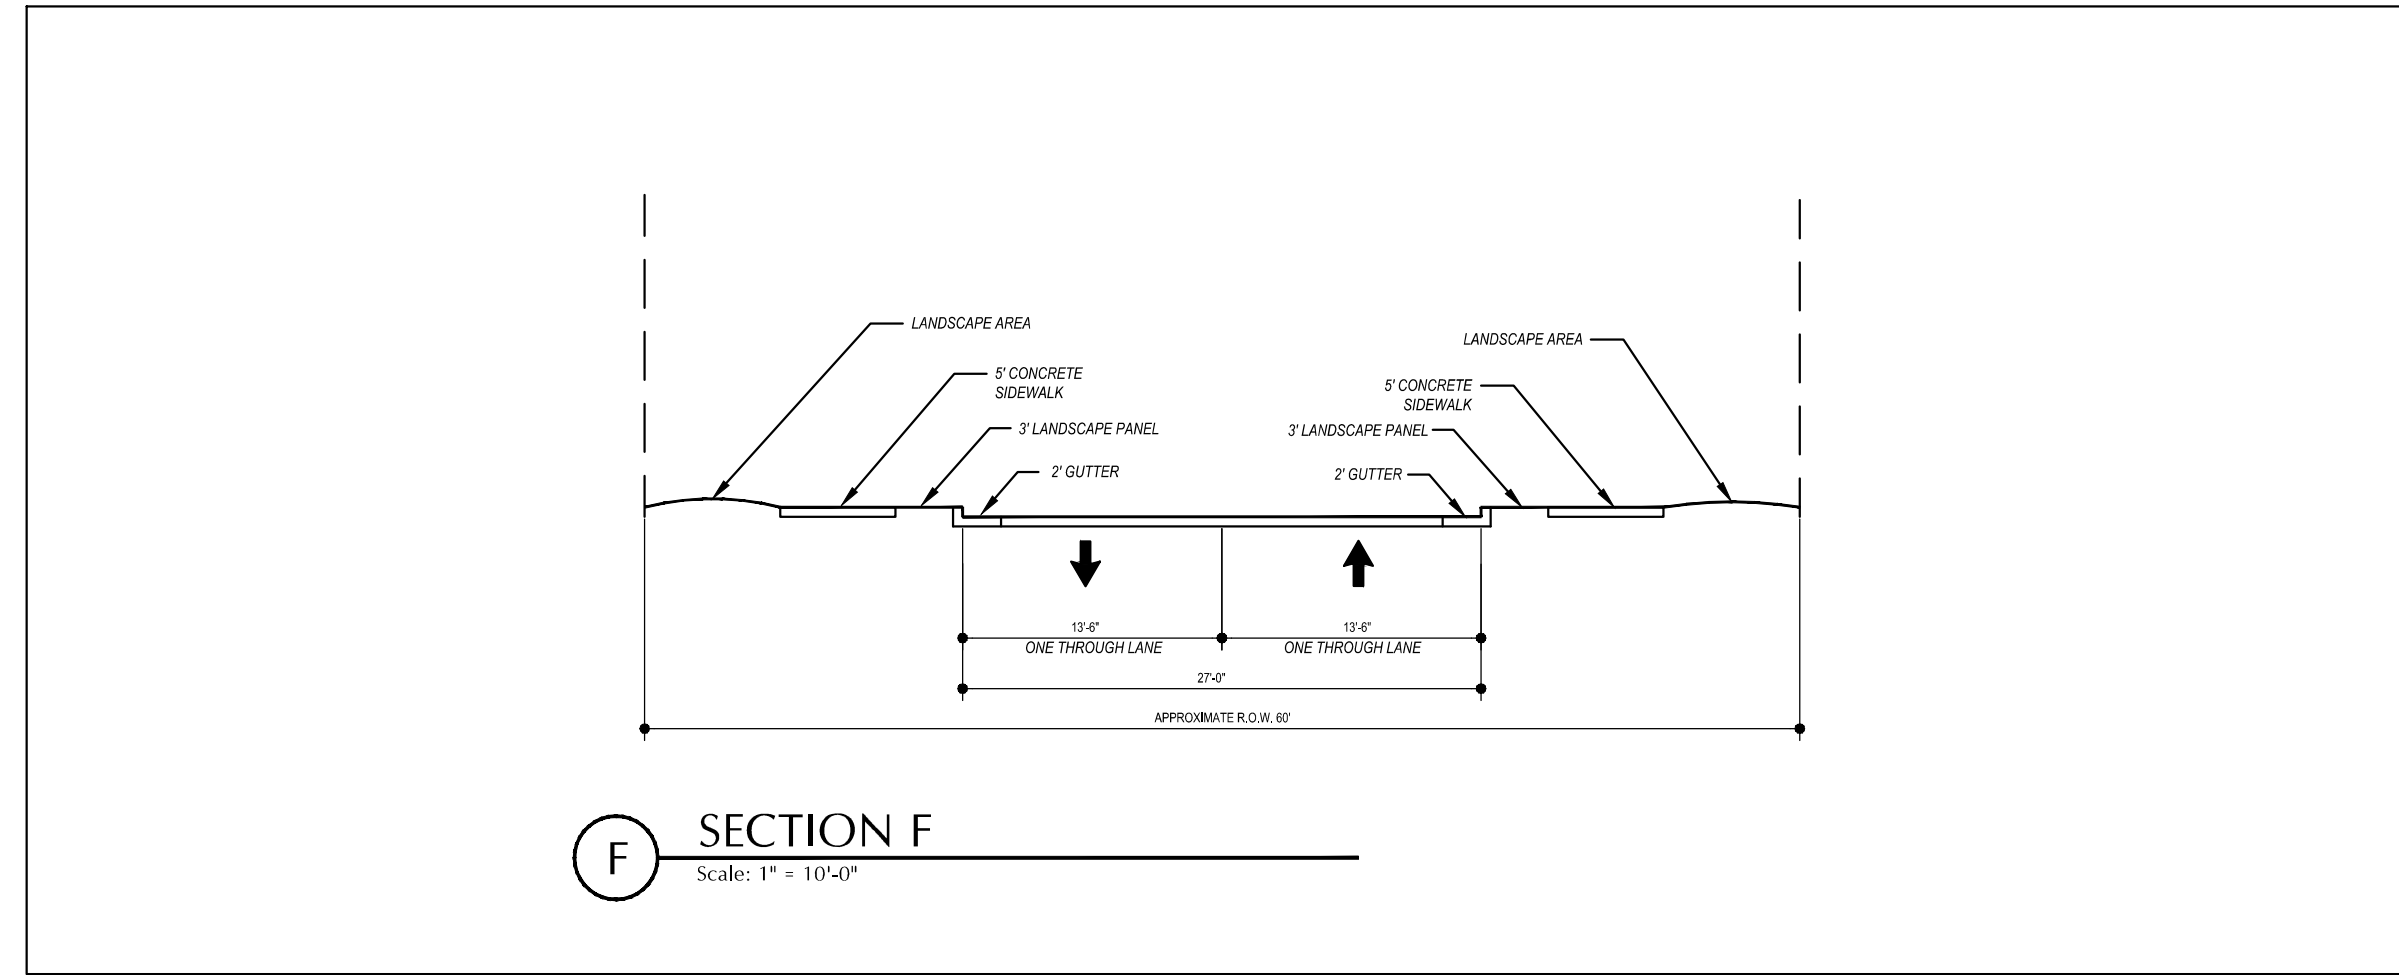 LANDSCAPE AREA
LANDSCAPE AREA
5' CONCRETE
SIDEWALK
5' CONCRETE
SIDEWALK
3' LANDSCAPE PANEL
3' LANDSCAPE PANEL
2' GUTTER
2' GUTTER
13'-6"
13'-6"
ONE THROUGH LANE
ONE THROUGH LANE
27'-0"
APPROXIMATE R.O.W. 60'
F
SECTION F
Scale: 1" = 10'-0"